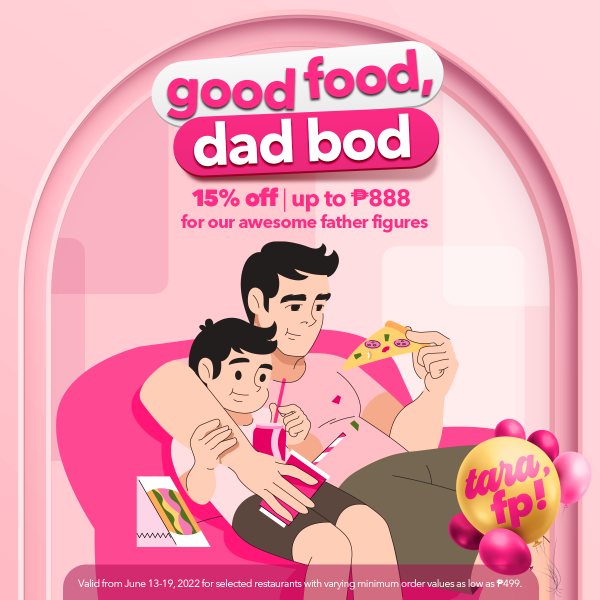 good food,
dad bod
15% off | up to ₱888
for our awesome father figures
tara,
fp!
Valid from June 13-19, 2022 for selected restaurants with varying minimum order values as low as ₱499.